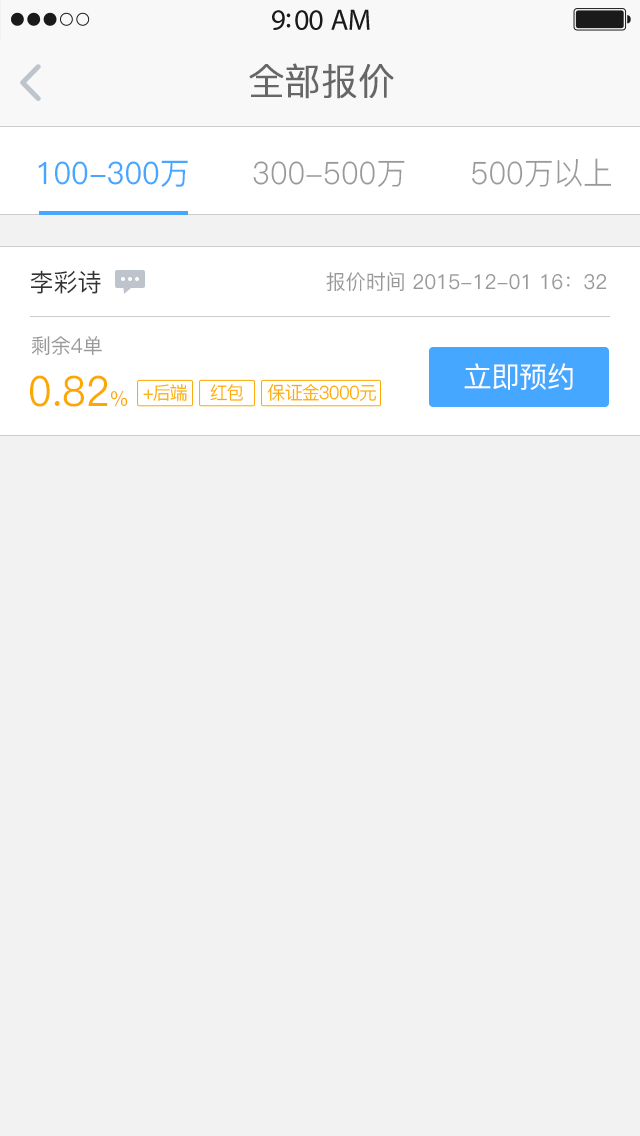 9:00 AM
全部报价
100-300万 300-500万 500万以上
李彩诗 报价时间 2015-12-01 16：32
剩余4单
0.82% +后端 红包 保证金3000元 立即预约